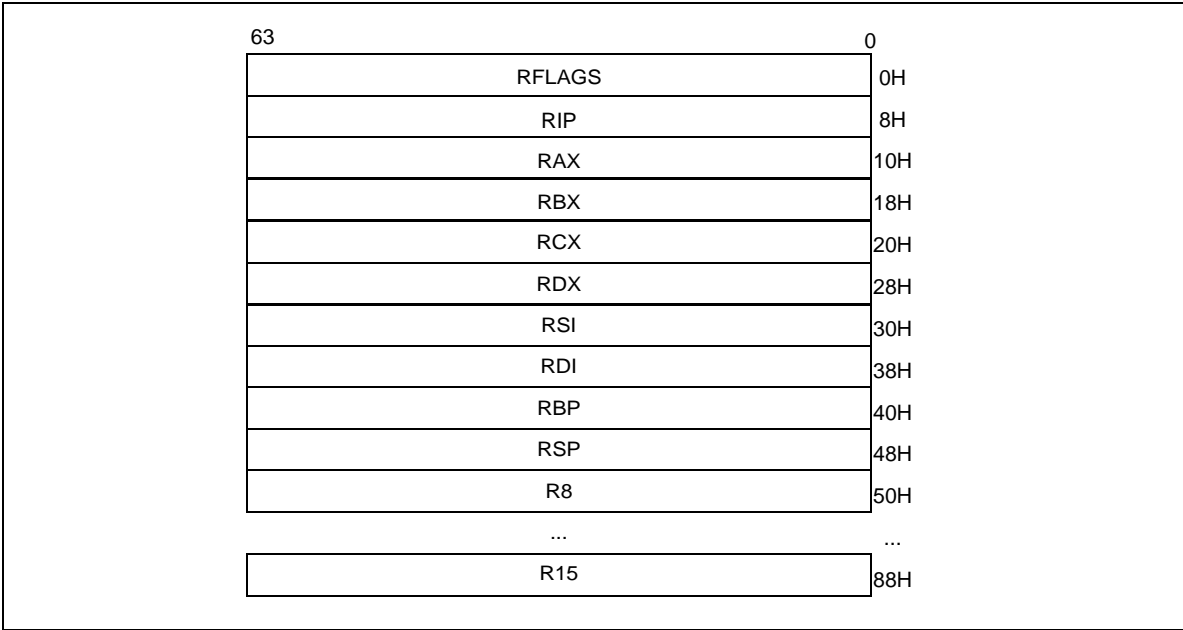 63 0
RFLAGS 0H
RIP 8H
RAX 10H
RBX 18H
RCX 20H
RDX 28H
RSI 30H
RDI 38H
RBP 40H
RSP 48H
R8 50H
... ...
R15 88H